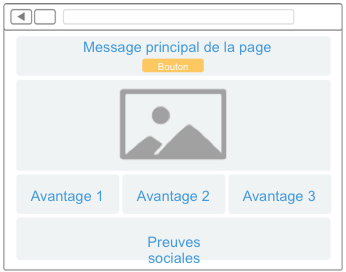 Message principal de la page
Bouton
Avantage 1
Avantage 2
Avantage 3
Preuves
sociales